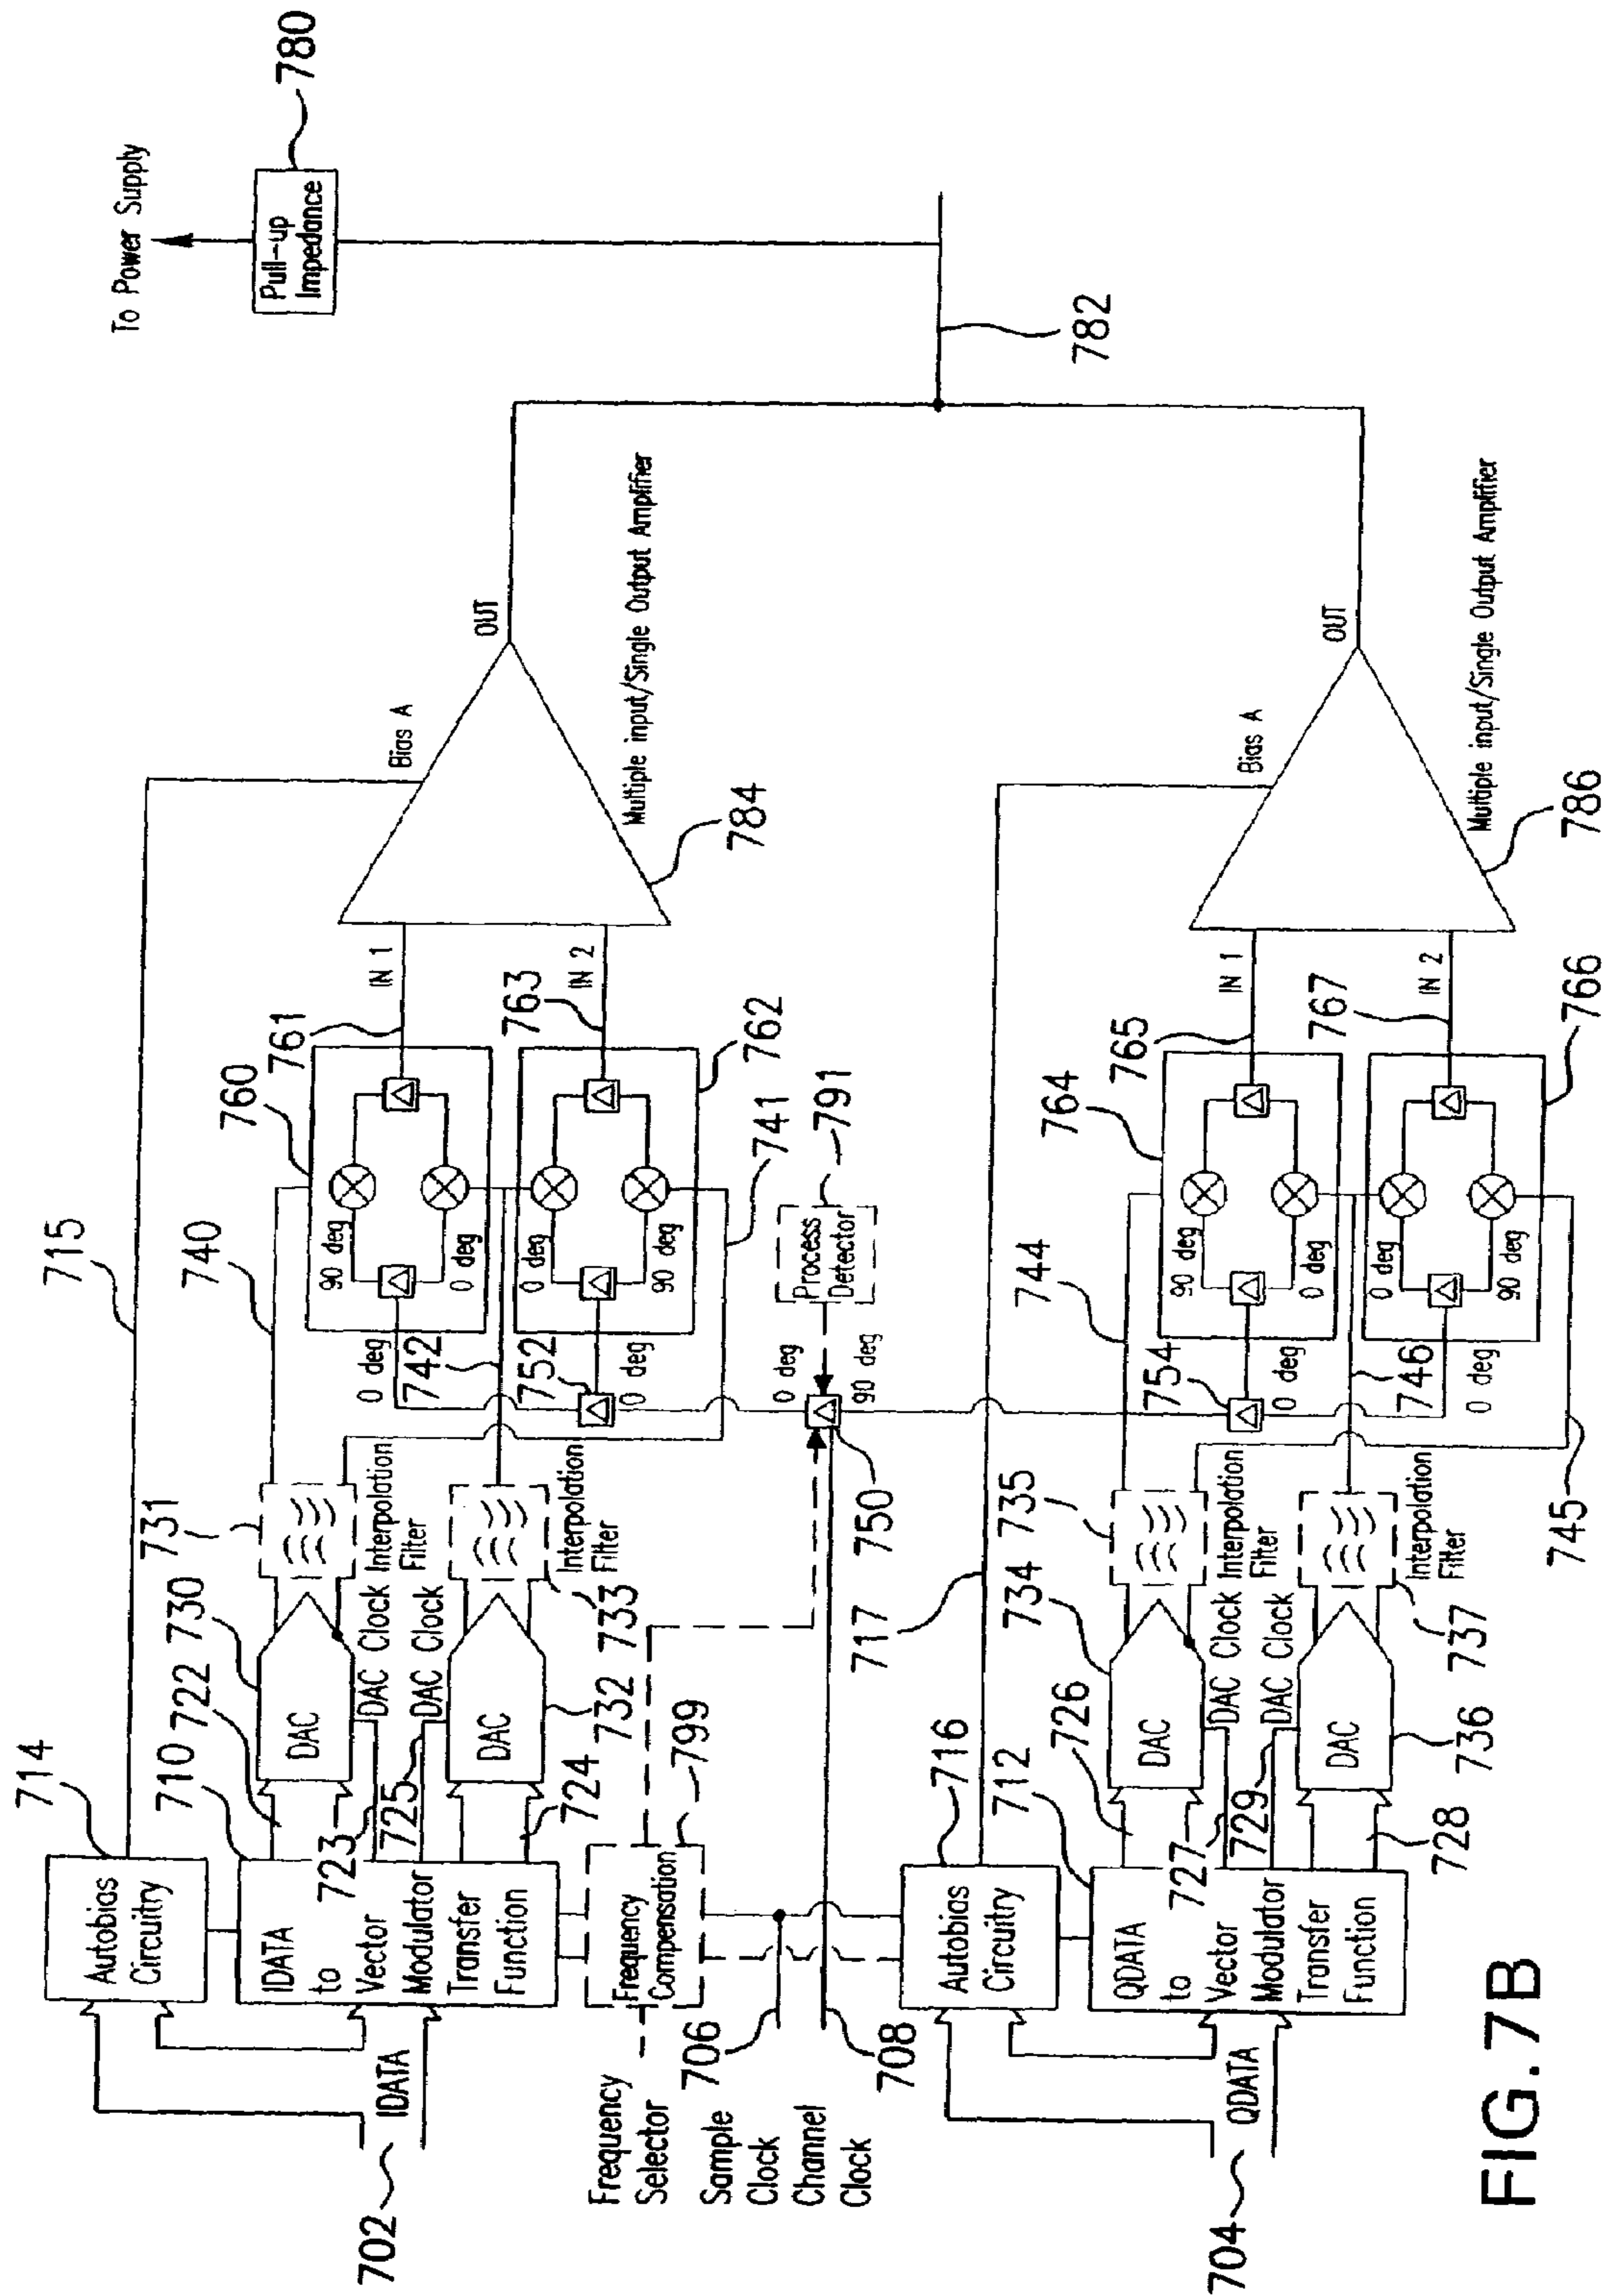 To Power Supply
Pull-up
Impedance
780
782
714
Autobias
Circuitry
715
702
IDATA
710
IDATA
to
Vector
Modulator
Transfer
Function
722
723
725
724
730
DAC
DAC Clock
DAC Clock
732
DAC
731
Interpolation
Filter
733
Interpolation
Filter
740
742
741
752
0 deg
0 deg
760
90 deg
0 deg
761
762
0 deg
90 deg
763
IN 1
IN 2
Bias A
OUT
Multiple input/Single Output Amplifier
784
Frequency
Selector
Frequency
Compensation
799
706
Sample
Clock
Channel
Clock
708
750
0 deg
90 deg
Process
Detector
791
716
Autobias
Circuitry
717
704
QDATA
712
QDATA
to
Vector
Modulator
Transfer
Function
726
727
729
728
734
DAC
DAC Clock
DAC Clock
736
DAC
735
Interpolation
Filter
737
Interpolation
Filter
744
746
745
754
0 deg
0 deg
764
90 deg
0 deg
765
766
0 deg
90 deg
767
IN 1
IN 2
Bias A
OUT
Multiple input/Single Output Amplifier
786
FIG.7B